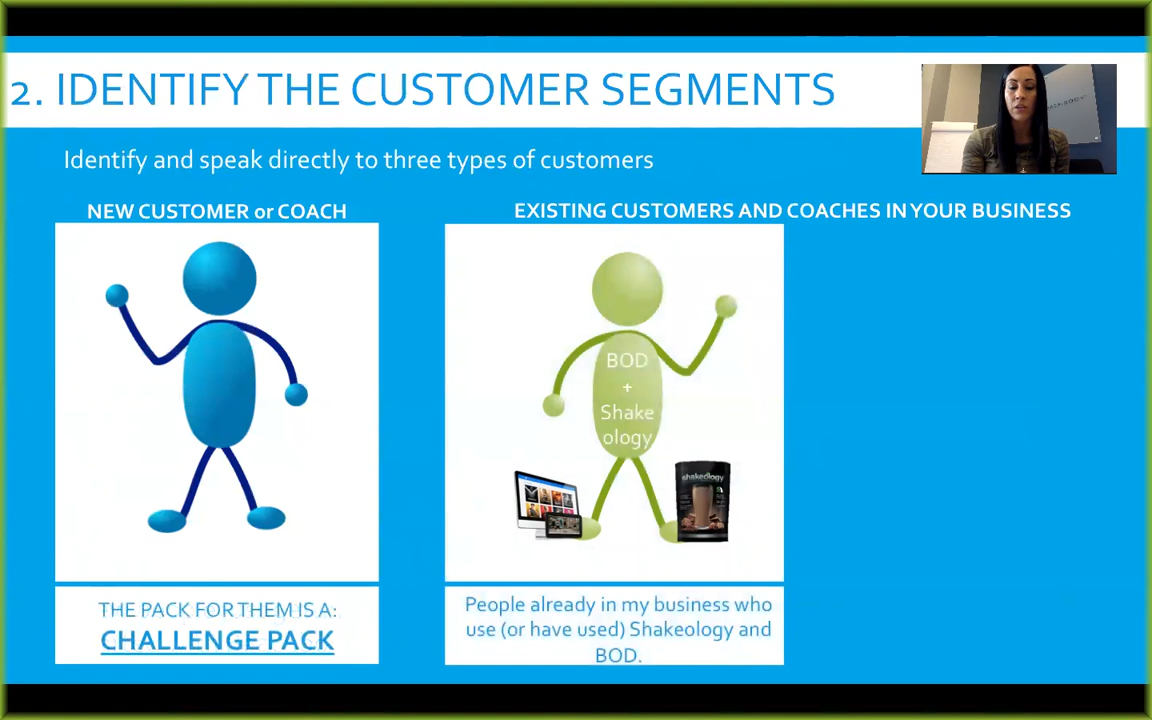 2. IDENTIFY THE CUSTOMER SEGMENTS
Identify and speak directly to three types of customers
NEW CUSTOMER or COACH
EXISTING CUSTOMERS AND COACHES IN YOUR BUSINESS
BOD
+
Shake
ology
shakeology
THE PACK FOR THEM IS A:
CHALLENGE PACK
People already in my business who
use (or have used) Shakeology and
BOD.